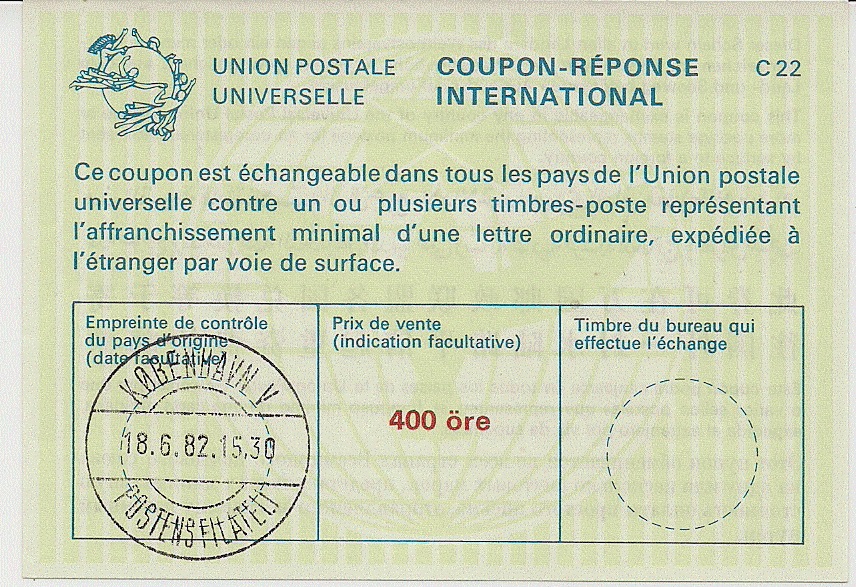 UNION POSTALE
UNIVERSELLE
COUPON-RÉPONSE
INTERNATIONAL
C 22
Ce coupon est échangeable dans tous les pays de l'Union postale
universelle contre un ou plusieurs timbres-poste représentant
l'affranchissement minimal d'une lettre ordinaire, expédiée à
l'étranger par voie de surface.
Empreinte de contrôle
du pays d'origine
(date facultative)
KØBENHAVN V
18.6.82.15.30
POSTENS FILATELI
Prix de vente
(indication facultative)
400 öre
Timbre du bureau qui
effectue l'échange